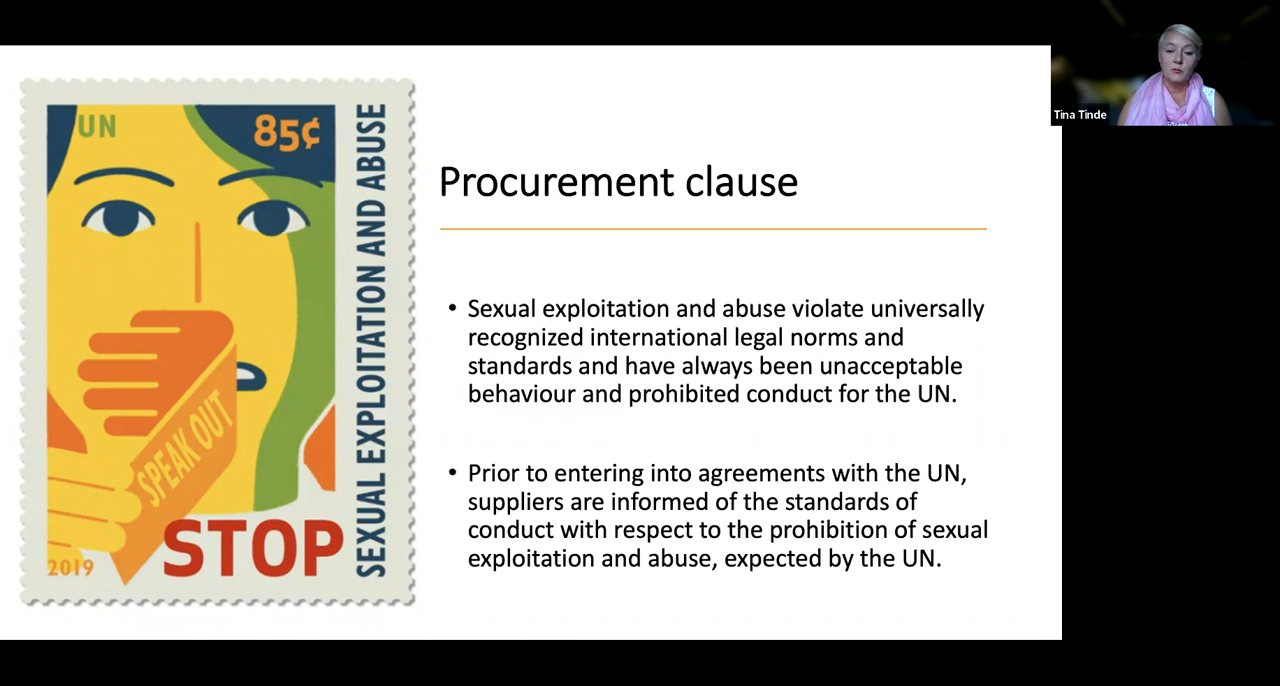 UN
85¢
SEXUAL EXPLOITATION AND ABUSE
SPEAK OUT
STOP
2019
Procurement clause
• Sexual exploitation and abuse violate universally
recognized international legal norms and
standards and have always been unacceptable
behaviour and prohibited conduct for the UN.
• Prior to entering into agreements with the UN,
suppliers are informed of the standards of
conduct with respect to the prohibition of sexual
exploitation and abuse, expected by the UN.
Tina Tinde